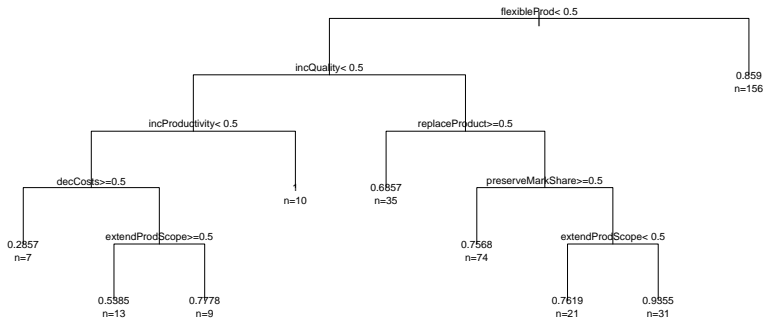 flexibleProd< 0.5
incQuality< 0.5
0.859
n=156
incProductivity< 0.5
replaceProduct>=0.5
decCosts>=0.5
1
n=10
0.6857
n=35
preserveMarkShare>=0.5
0.2857
n=7
extendProdScope>=0.5
0.7568
n=74
extendProdScope< 0.5
0.5385
n=13
0.7778
n=9
0.7619
n=21
0.9355
n=31